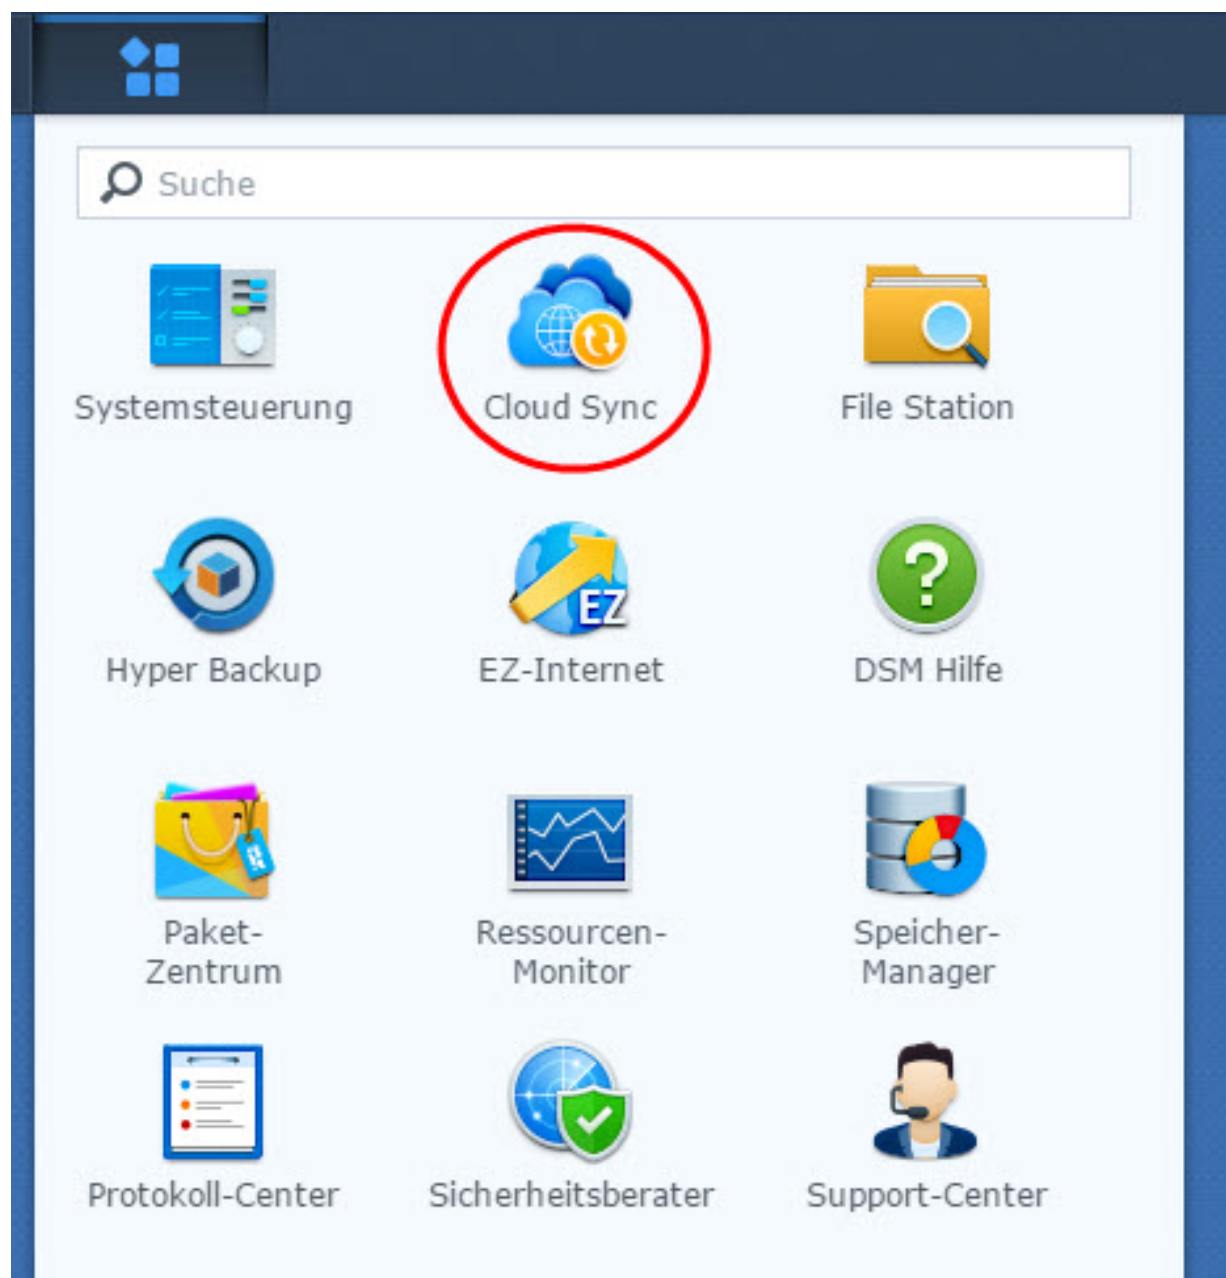 Suche
Systemsteuerung
Cloud Sync
File Station
EZ
?
Hyper Backup
EZ-Internet
DSM Hilfe
Paket-
Zentrum
Ressourcen-
Monitor
Speicher-
Manager
Protokoll-Center
Sicherheitsberater
Support-Center